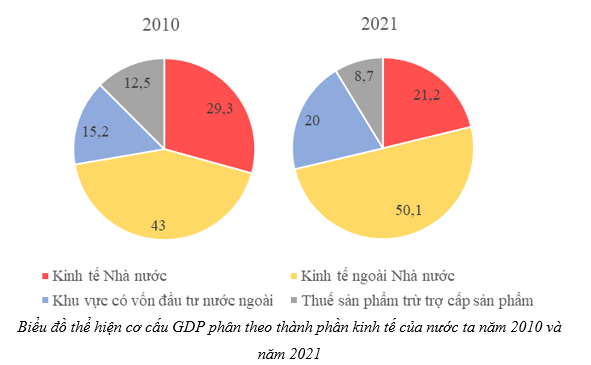 2010 2021
12,5
29,3
15,2
43
8,7
21,2
20
50,1
Kinh tế Nhà nước
Kinh tế ngoài Nhà nước
Khu vực có vốn đầu tư nước ngoài
Thuế sản phẩm trừ trợ cấp sản phẩm
Biểu đồ thể hiện cơ cấu GDP phân theo thành phần kinh tế của nước ta năm 2010 và
năm 2021